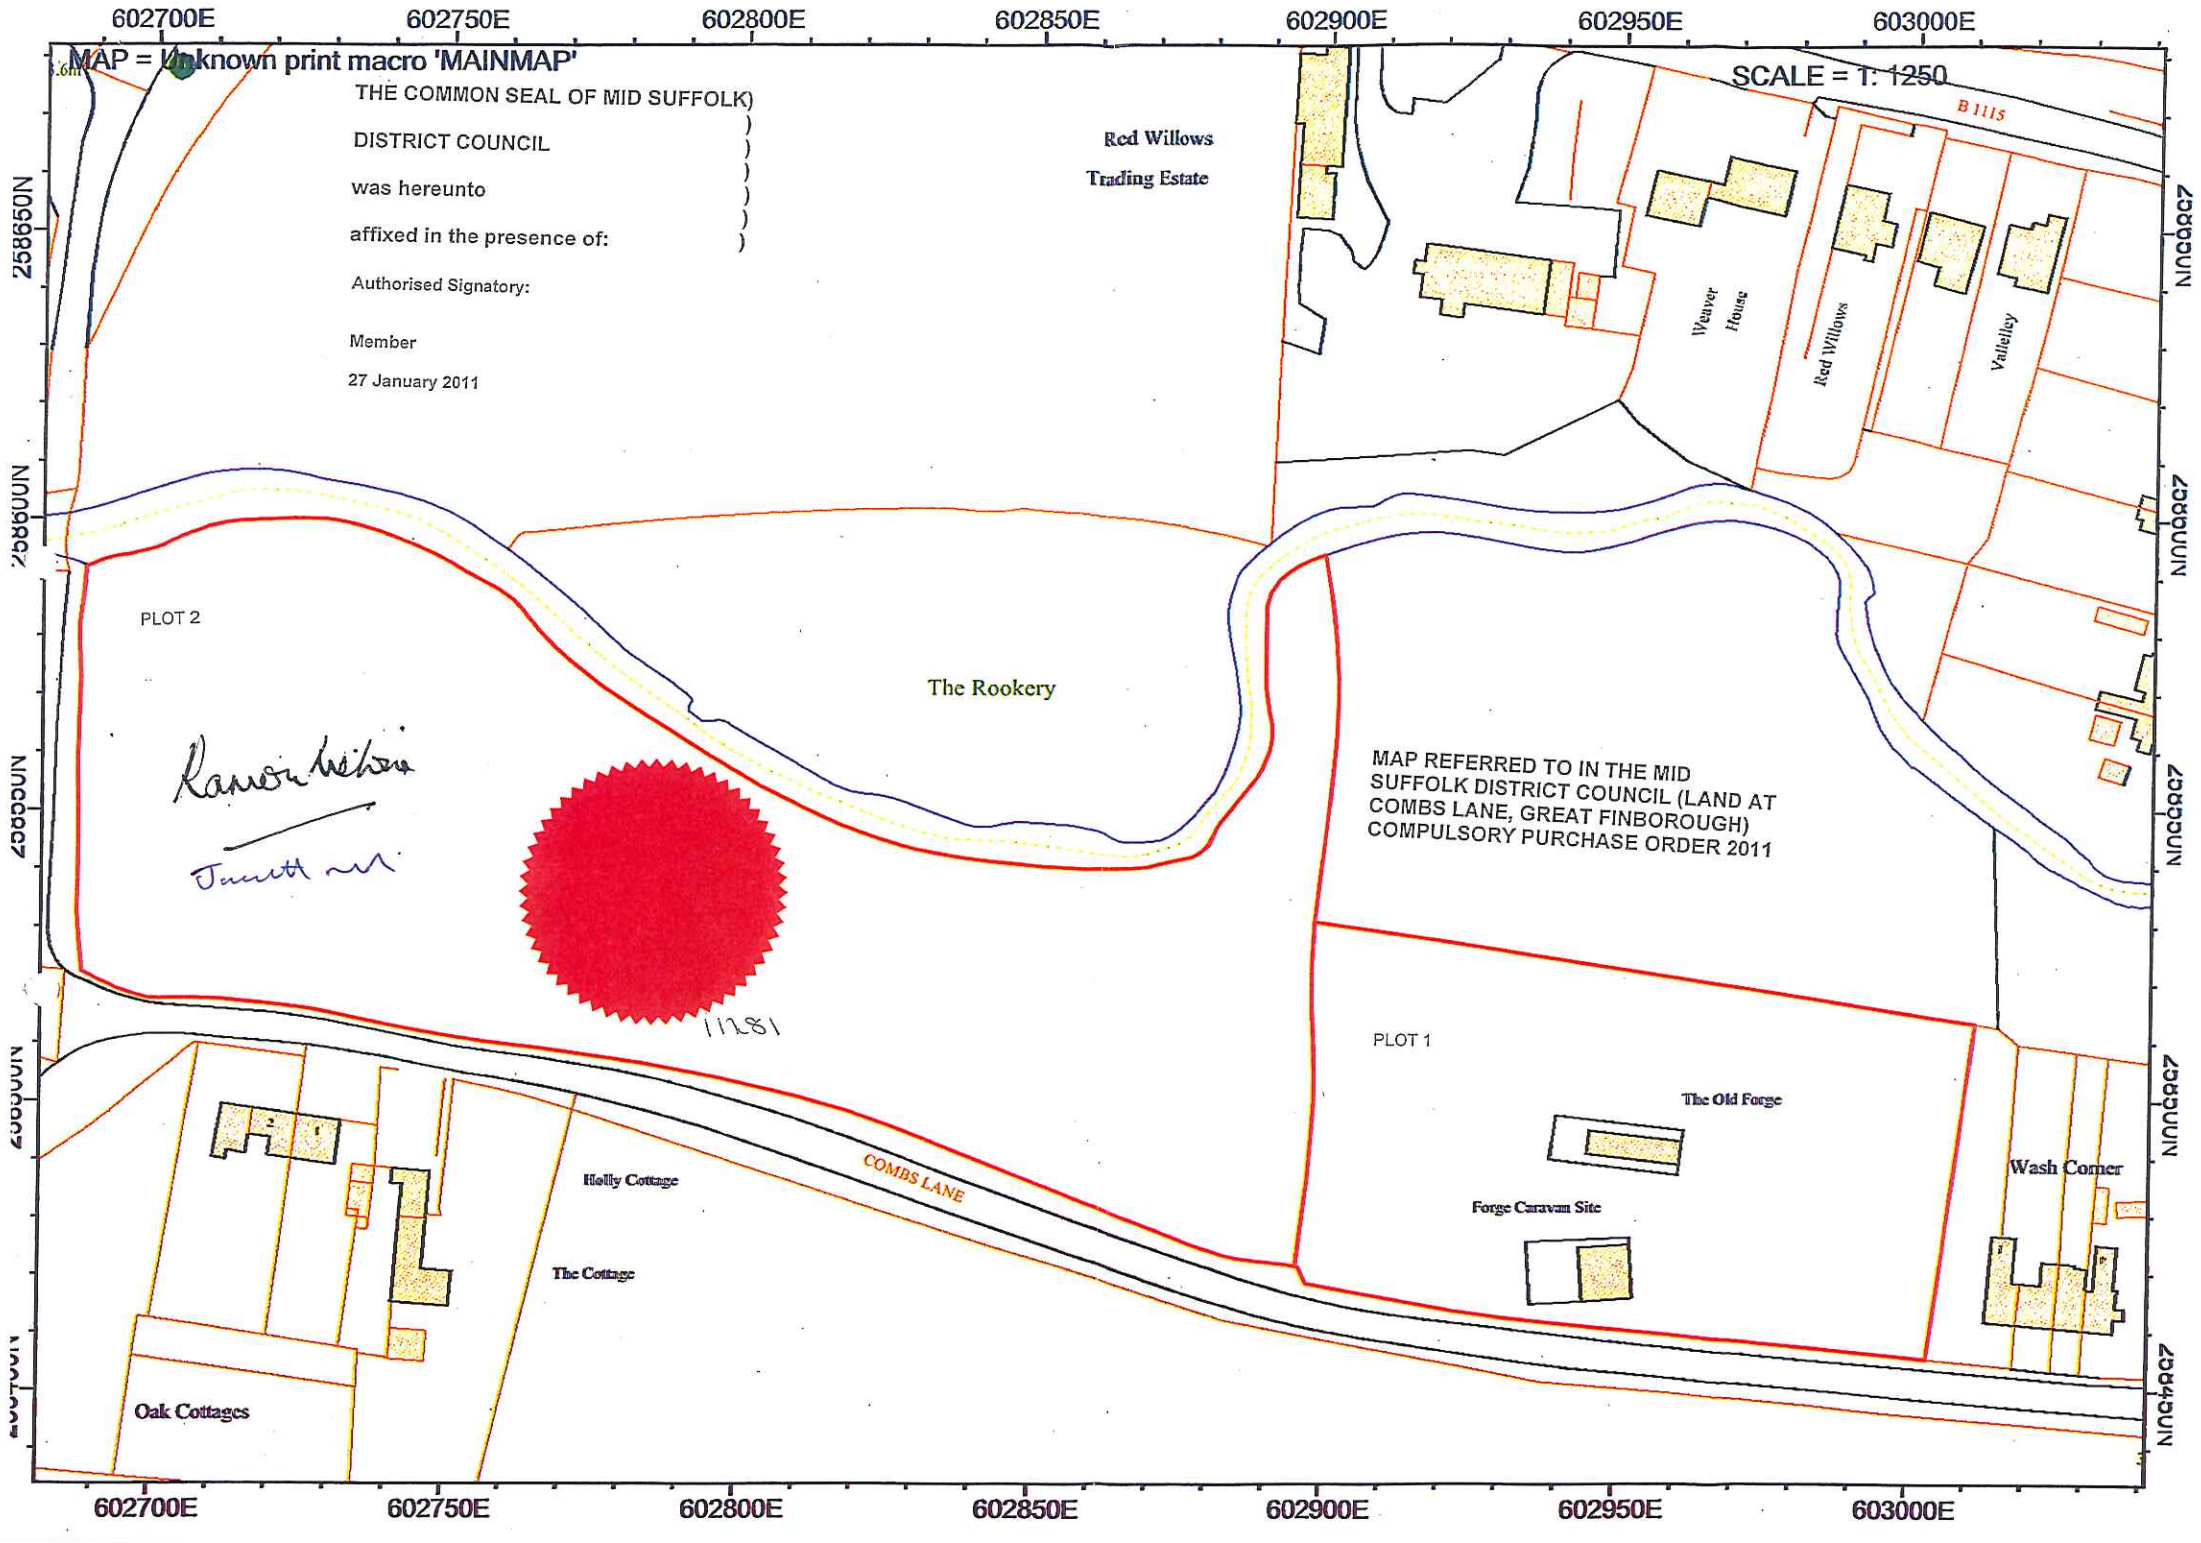 602700E 602750E 602800E 602850E 602900E 602950E 603000E
MAP = Unknown print macro 'MAINMAP'
SCALE = 1: 1250
THE COMMON SEAL OF MID SUFFOLK)
DISTRICT COUNCIL )
was hereunto )
affixed in the presence of: )
Authorised Signatory:
Member
27 January 2011
Red Willows
Trading Estate
B 1115
Weaver
House
Red Willows
Valleley
258650N
PLOT 2
The Rookery
MAP REFERRED TO IN THE MID
SUFFOLK DISTRICT COUNCIL (LAND AT
COMBS LANE, GREAT FINBOROUGH)
COMPULSORY PURCHASE ORDER 2011
11281
PLOT 1
The Old Forge
Forge Caravan Site
Wash Corner
COMBS LANE
2
1
Holly Cottage
The Cottage
Oak Cottages
602700E 602750E 602800E 602850E 602900E 602950E 603000E